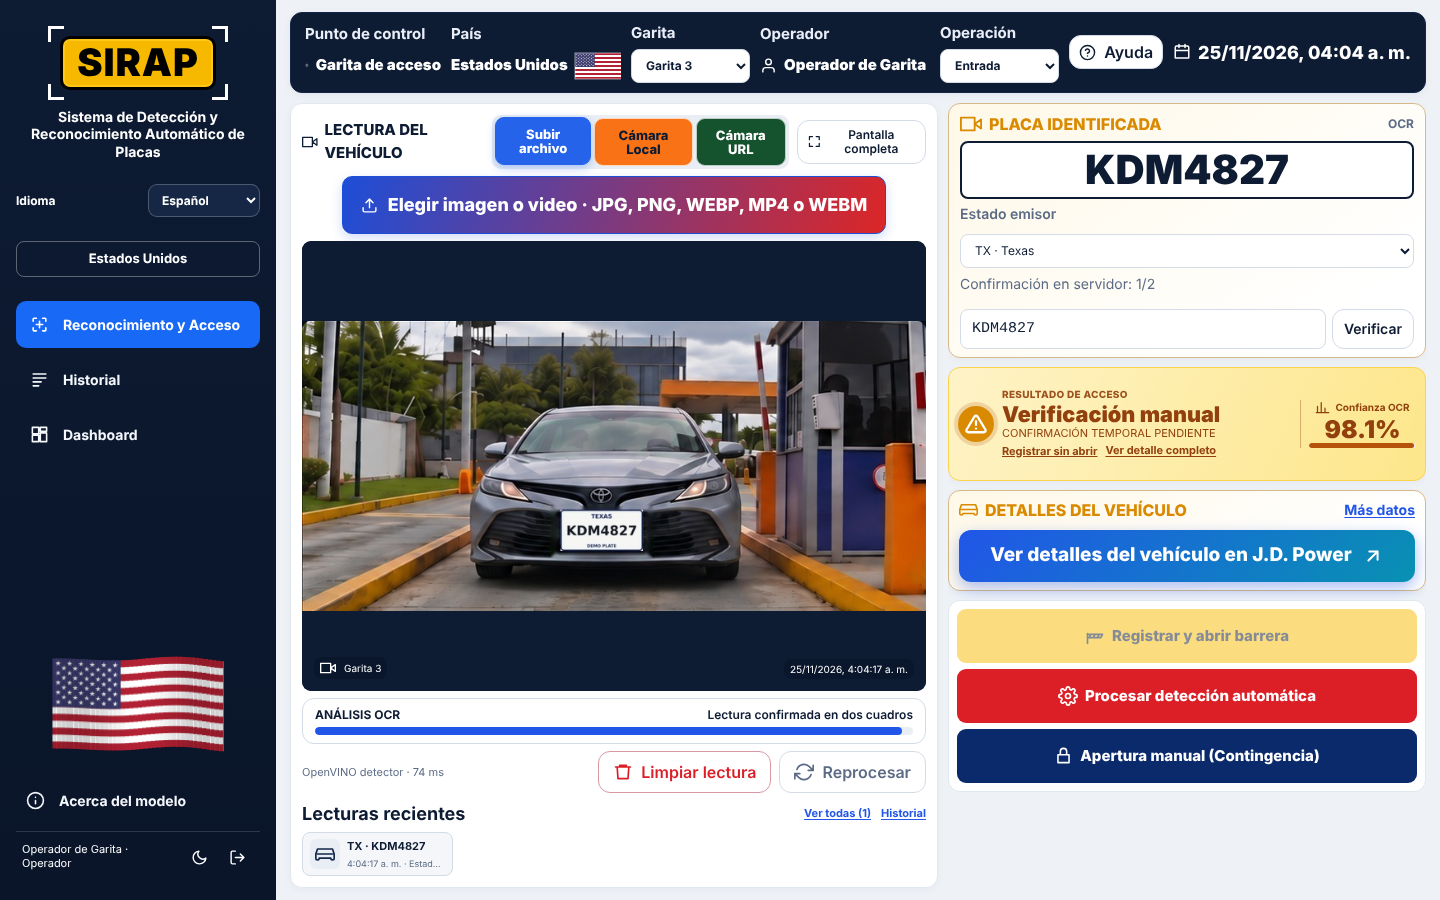 SIRAP
Sistema de Detección y
Reconocimiento Automático de
Placas
Idioma
Español
Estados Unidos
Reconocimiento y Acceso
Historial
Dashboard
Acerca del modelo
Operador de Garita ·
Operador
Punto de control
Garita de acceso
País
Estados Unidos
Garita
Garita 3
Operador
Operador de Garita
Operación
Entrada
Ayuda
25/11/2026, 04:04 a. m.
LECTURA DEL
VEHÍCULO
Subir
archivo
Cámara
Local
Cámara
URL
Pantalla
completa
Elegir imagen o video · JPG, PNG, WEBP, MP4 o WEBM
TEXAS
KDM4827
DEMO PLATE
Garita 3
25/11/2026, 4:04:17 a. m.
ANÁLISIS OCR
Lectura confirmada en dos cuadros
OpenVINO detector · 74 ms
Limpiar lectura
Reprocesar
Lecturas recientes
Ver todas (1)
Historial
TX · KDM4827
4:04:17 a. m. · Estad...
PLACA IDENTIFICADA
OCR
KDM4827
Estado emisor
TX · Texas
Confirmación en servidor: 1/2
KDM4827
Verificar
RESULTADO DE ACCESO
Verificación manual
CONFIRMACIÓN TEMPORAL PENDIENTE
Registrar sin abrir
Ver detalle completo
Confianza OCR
98.1%
DETALLES DEL VEHÍCULO
Más datos
Ver detalles del vehículo en J.D. Power
Registrar y abrir barrera
Procesar detección automática
Apertura manual (Contingencia)